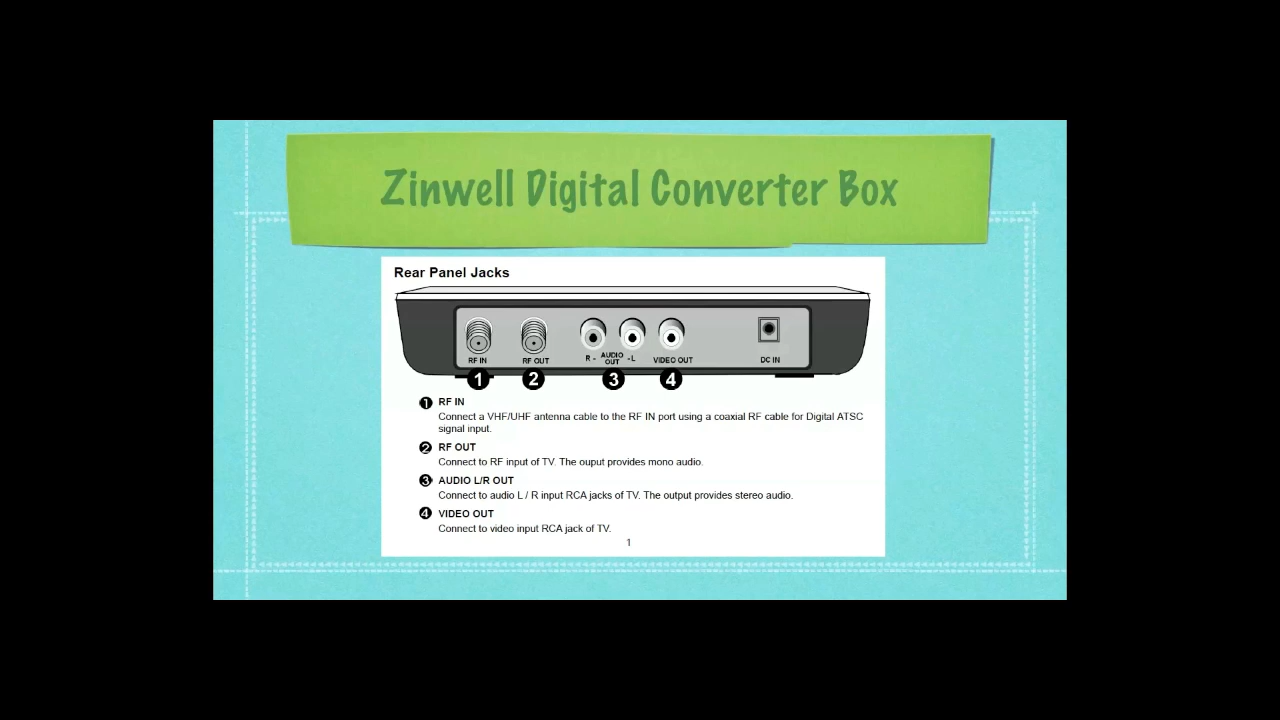 Zinwell Digital Converter Box
Rear Panel Jacks
RF IN
RF OUT
R - AUDIO OUT - L
VIDEO OUT
DC IN
1 2 3 4
1 RF IN
Connect a VHF/UHF antenna cable to the RF IN port using a coaxial RF cable for Digital ATSC
signal input.
2 RF OUT
Connect to RF input of TV. The ouput provides mono audio.
3 AUDIO L/R OUT
Connect to audio L / R input RCA jacks of TV. The output provides stereo audio.
4 VIDEO OUT
Connect to video input RCA jack of TV.
1